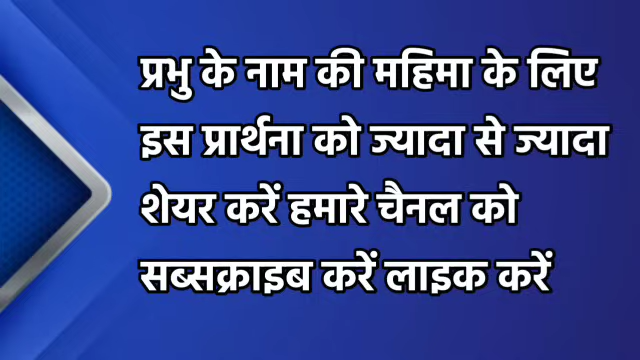 प्रभु के नाम की महिमा के लिए
इस प्रार्थना को ज्यादा से ज्यादा
शेयर करें हमारे चैनल को
सब्सक्राइब करें लाइक करें